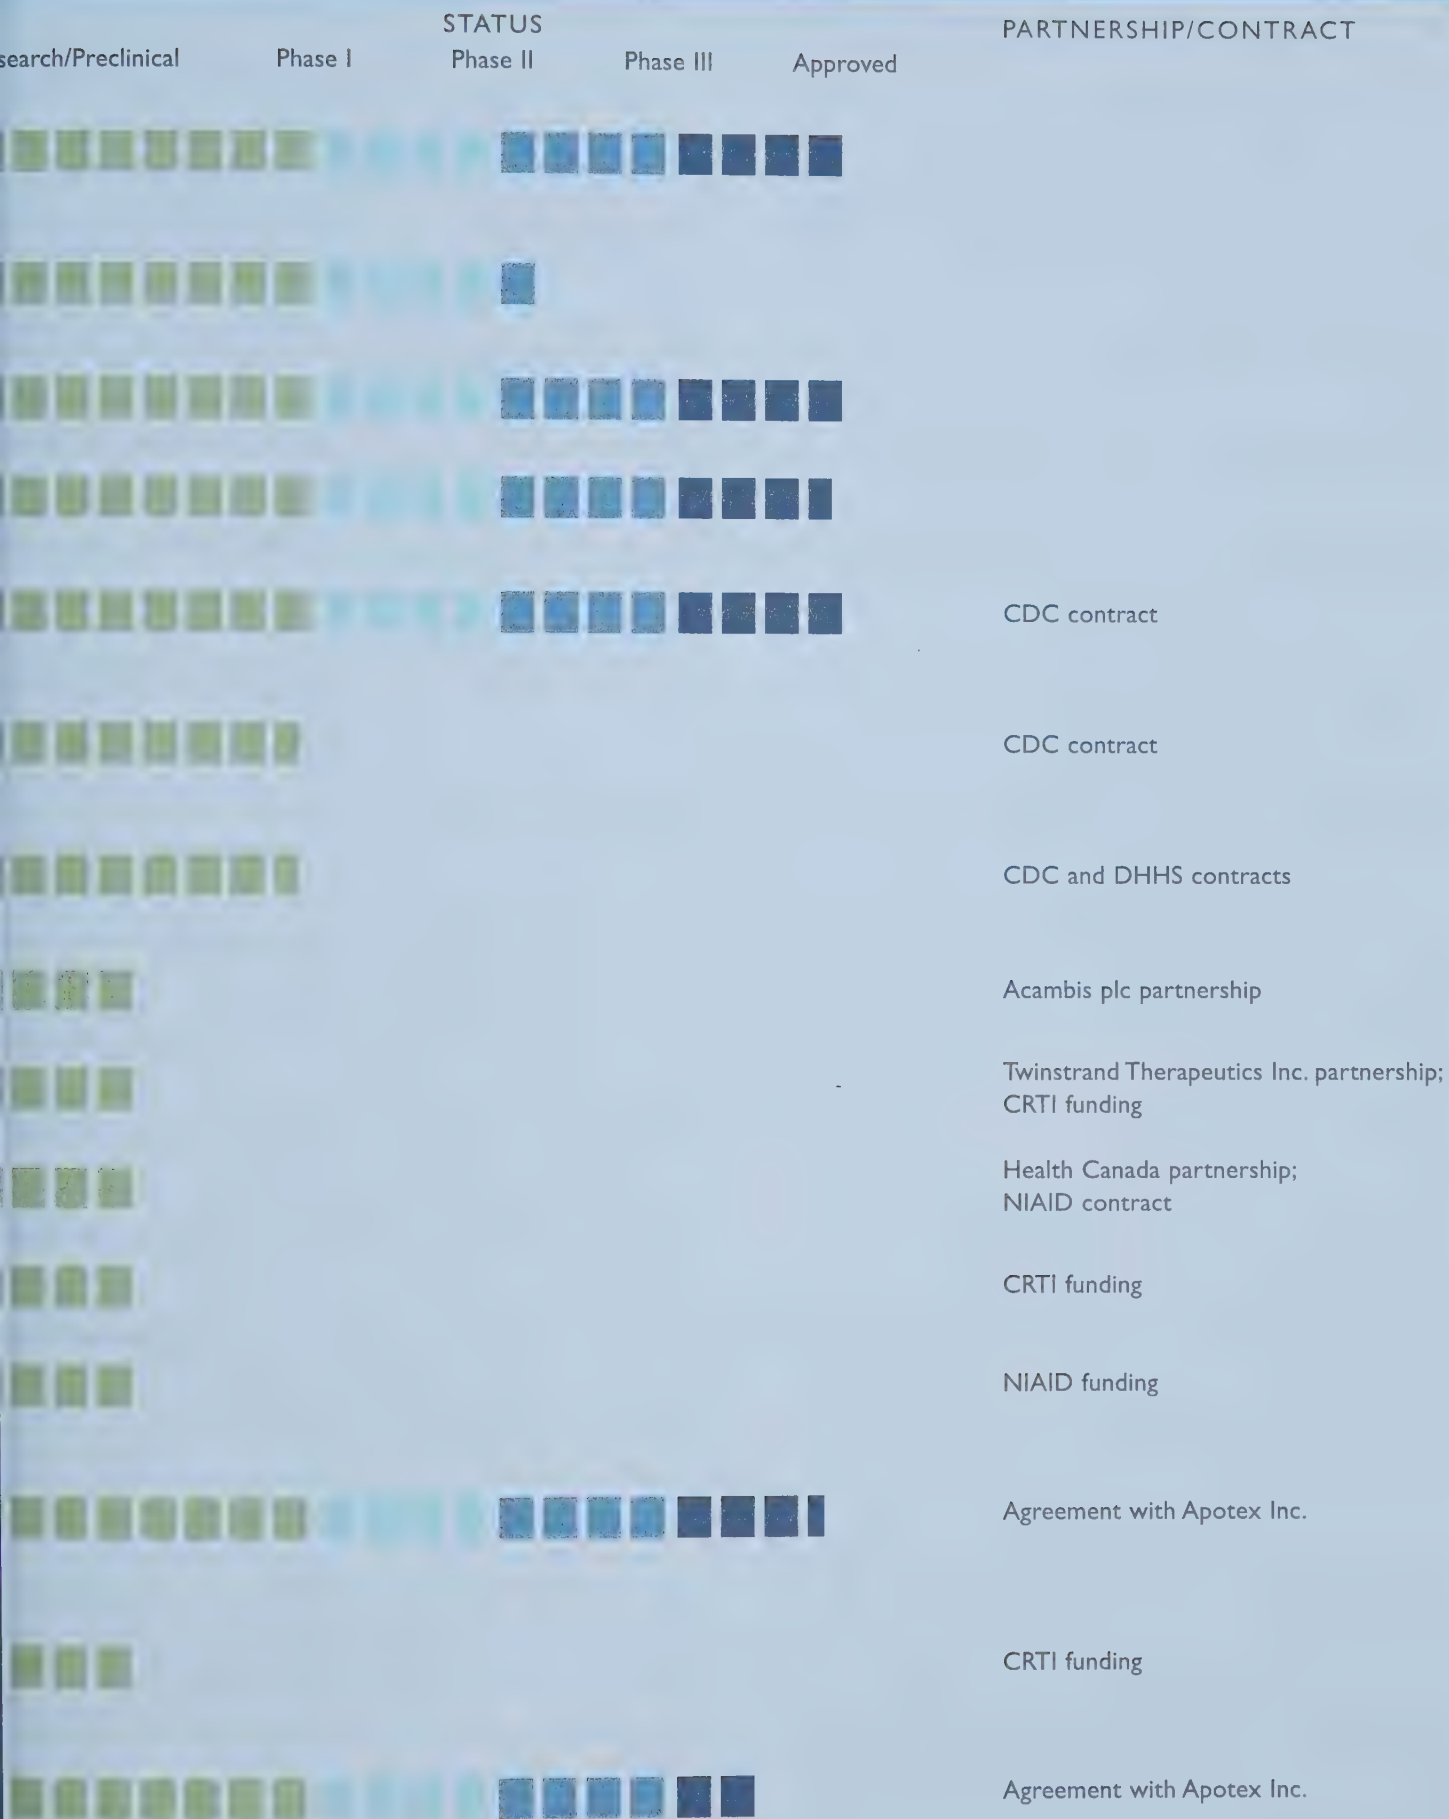 STATUS
PARTNERSHIP/CONTRACT
search/Preclinical Phase I Phase II Phase III Approved
CDC contract
CDC contract
CDC and DHHS contracts
Acambis plc partnership
Twinstrand Therapeutics Inc. partnership;
CRTI funding
Health Canada partnership;
NIAID contract
CRTI funding
NIAID funding
Agreement with Apotex Inc.
CRTI funding
Agreement with Apotex Inc.